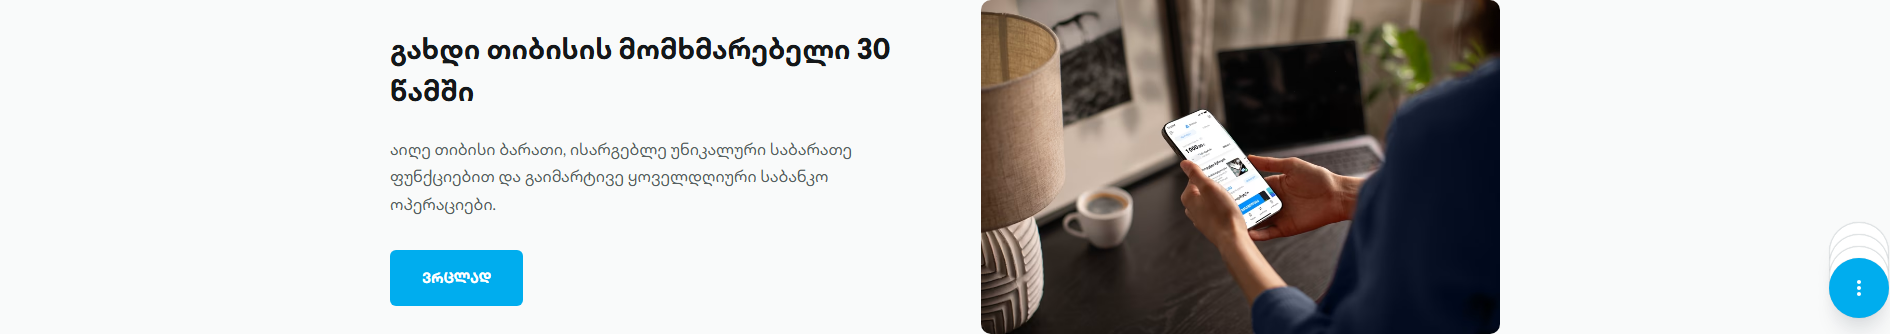 გახდი თიბისის მომხმარებელი 30
წამში
აიღე თიბისი ბარათი, ისარგებლე უნიკალური საბარათე
ფუნქციებით და გაიმარტივე ყოველდღიური საბანკო
ოპერაციები.
ვრცლად